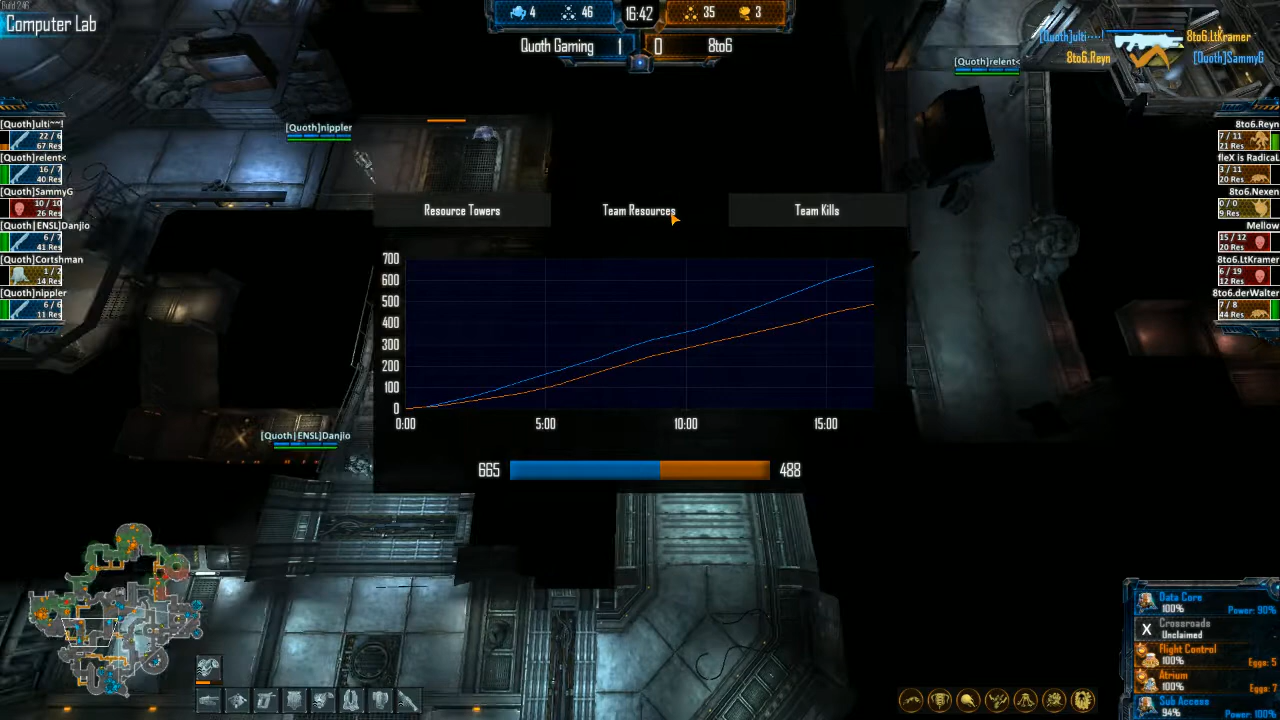 Build 246
Computer Lab
4 46 16:42 35 3
Quoth Gaming 1 0 8to6
[Quoth]ulti~~! 8to6.LtKramer
8to6.Reyn [Quoth]SammyG
[Quoth]relent<
[Quoth]nippler
[Quoth|ENSL]Danjio
[Quoth]ulti~~!
22 / 6
67 Res
[Quoth]relent<
16 / 7
40 Res
[Quoth]SammyG
10 / 10
26 Res
[Quoth| ENSL]Danjio
6 / 7
41 Res
[Quoth]Cortshman
1 / 2
14 Res
[Quoth]nippler
6 / 6
11 Res
8to6.Reyn
7 / 11
21 Res
fleX is RadicaL
3 / 11
20 Res
8to6.Nexen
0 / 0
9 Res
Mellow
15 / 12
20 Res
8to6.LtKramer
6 / 19
12 Res
8to6.derWalter
7 / 8
44 Res
Resource Towers Team Resources Team Kills
700
600
500
400
300
200
100
0
0:00 5:00 10:00 15:00
665 488
Data Core
100% Power: 90%
X Crossroads
Unclaimed
Flight Control
100% Eggs: 5
Atrium
100% Eggs: 7
Sub Access
94% Power: 100%